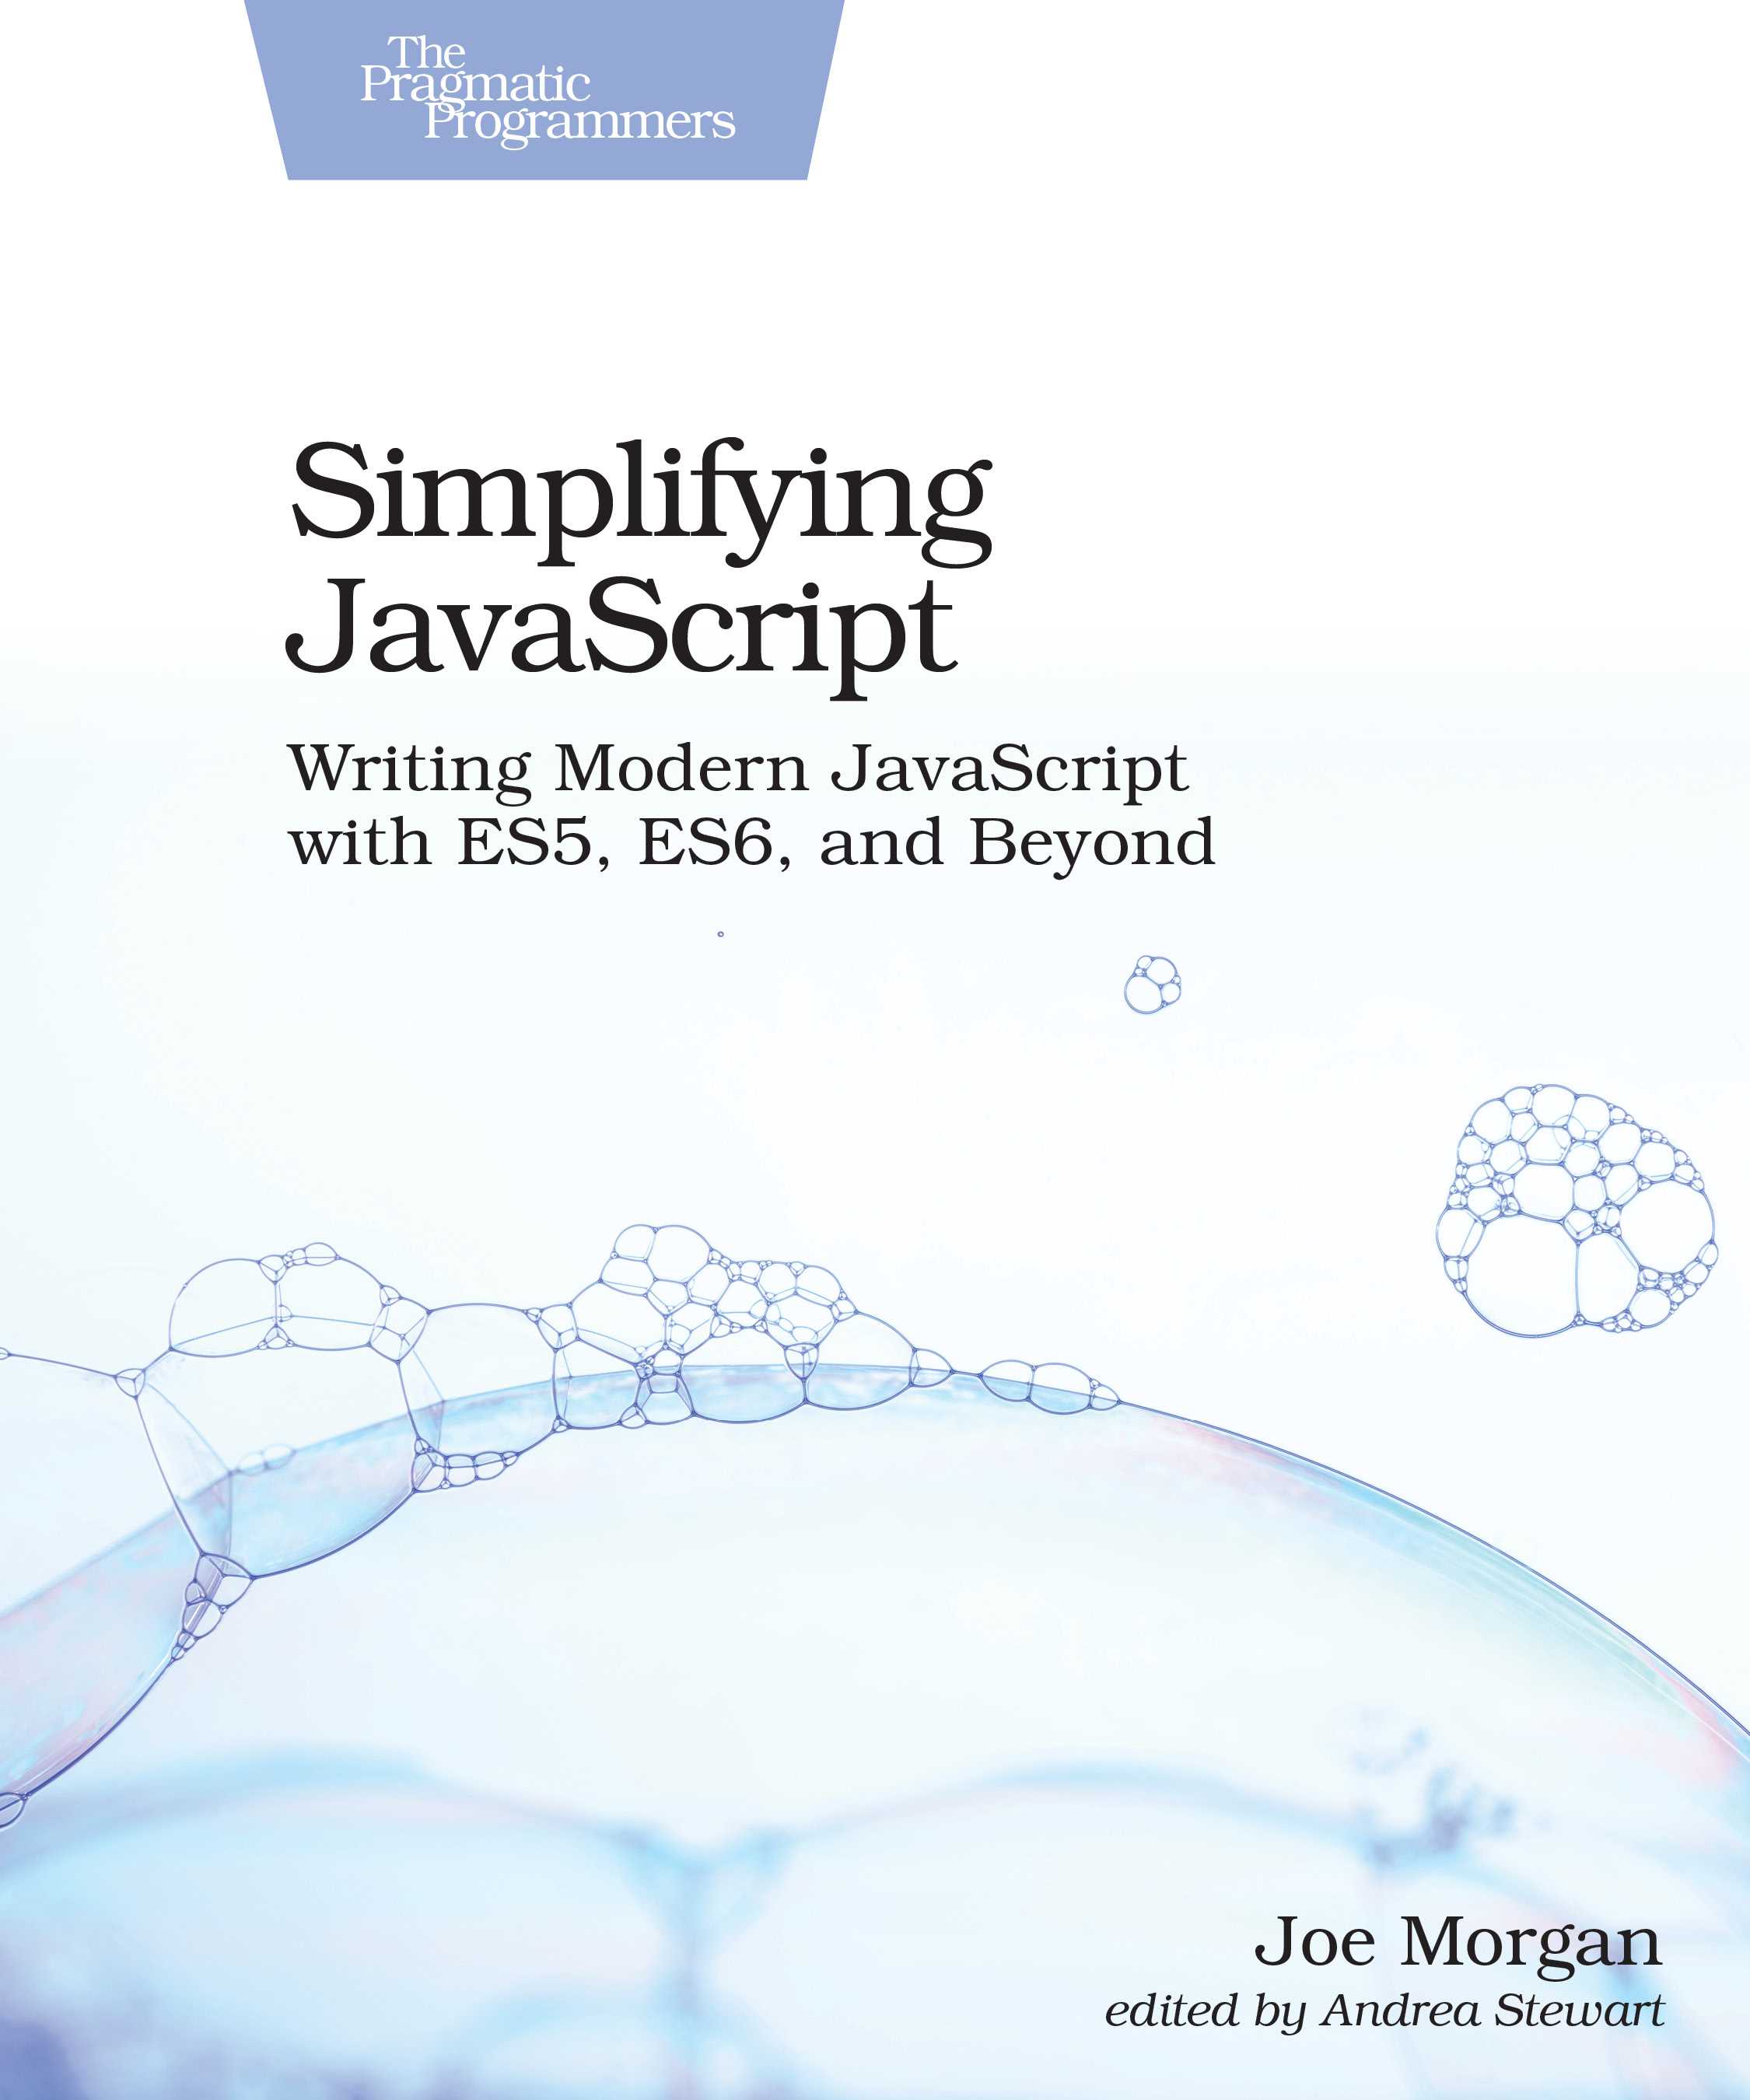 The
Pragmatic
Programmers
Simplifying
JavaScript
Writing Modern JavaScript
with ES5, ES6, and Beyond
Joe Morgan
edited by Andrea Stewart